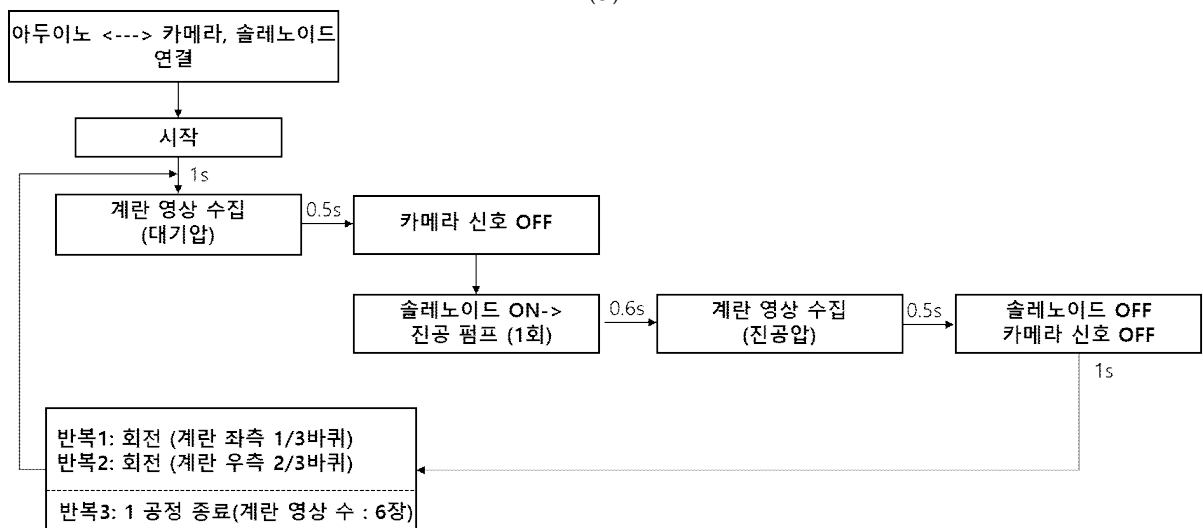 아두이노 <---> 카메라, 솔레노이드
연결
시작
1s
계란 영상 수집
(대기압)
0.5s
카메라 신호 OFF
솔레노이드 ON->
진공 펌프 (1회)
0.6s
계란 영상 수집
(진공압)
0.5s
솔레노이드 OFF
카메라 신호 OFF
1s
반복1: 회전 (계란 좌측 1/3바퀴)
반복2: 회전 (계란 우측 2/3바퀴)
반복3: 1 공정 종료(계란 영상 수 : 6장)